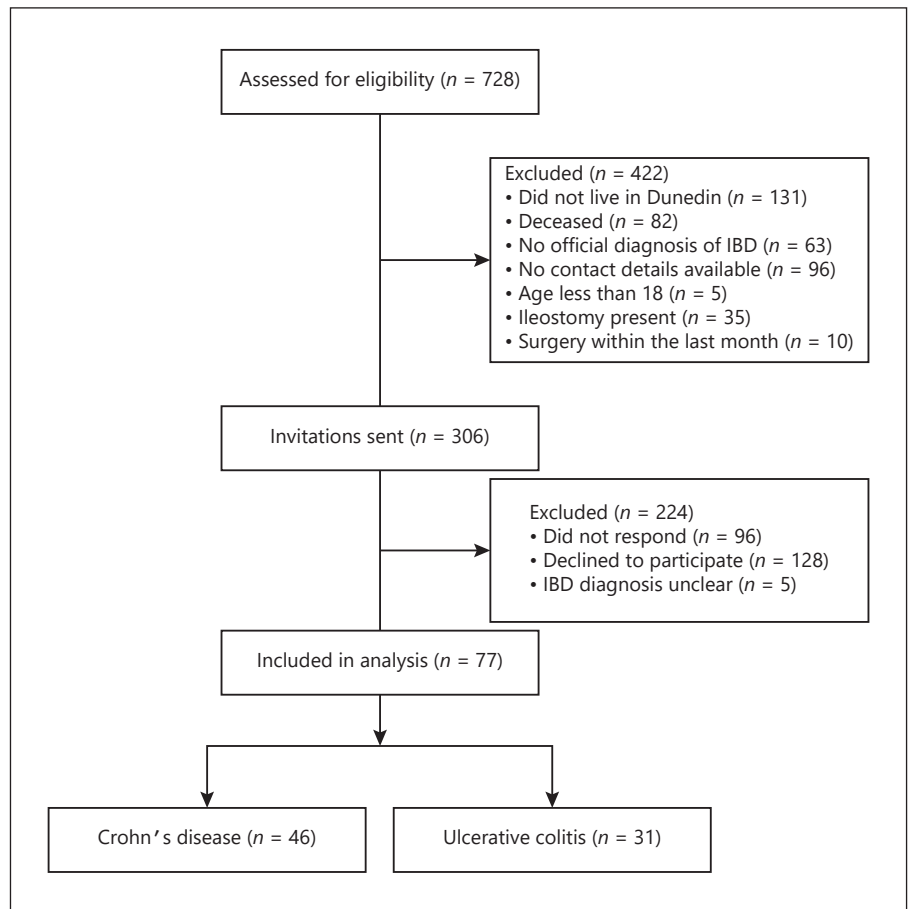 Assessed for eligibility (n = 728)
Excluded (n = 422)
• Did not live in Dunedin (n = 131)
• Deceased (n = 82)
• No official diagnosis of IBD (n = 63)
• No contact details available (n = 96)
• Age less than 18 (n = 5)
• Ileostomy present (n = 35)
• Surgery within the last month (n = 10)
Invitations sent (n = 306)
Excluded (n = 224)
• Did not respond (n = 96)
• Declined to participate (n = 128)
• IBD diagnosis unclear (n = 5)
Included in analysis (n = 77)
Crohn′s disease (n = 46)
Ulcerative colitis (n = 31)